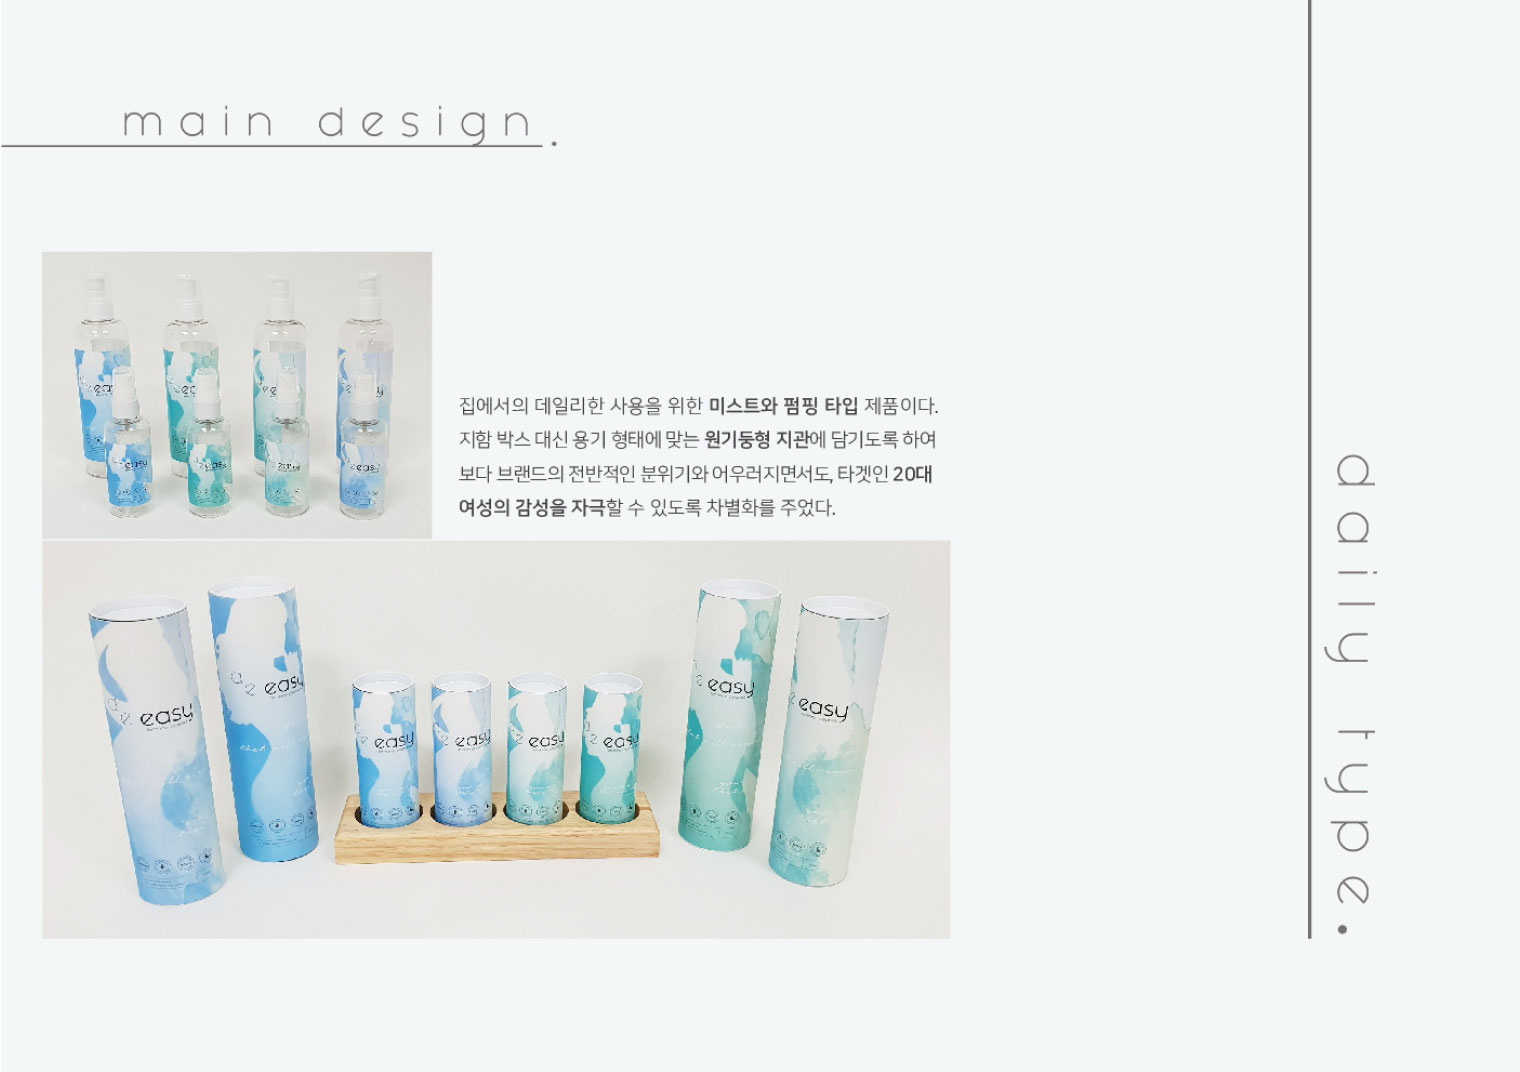 main design.
집에서의 데일리한 사용을 위한 미스트와 펌핑 타입 제품이다.
지함 박스 대신 용기 형태에 맞는 원기둥형 지관에 담기도록 하여
보다 브랜드의 전반적인 분위기와 어우러지면서도, 타겟인 20대
여성의 감성을 자극할 수 있도록 차별화를 주었다.
daily type.
easy
easy
easy
easy
easy
easy
easy
easy
easy
easy
easy
easy